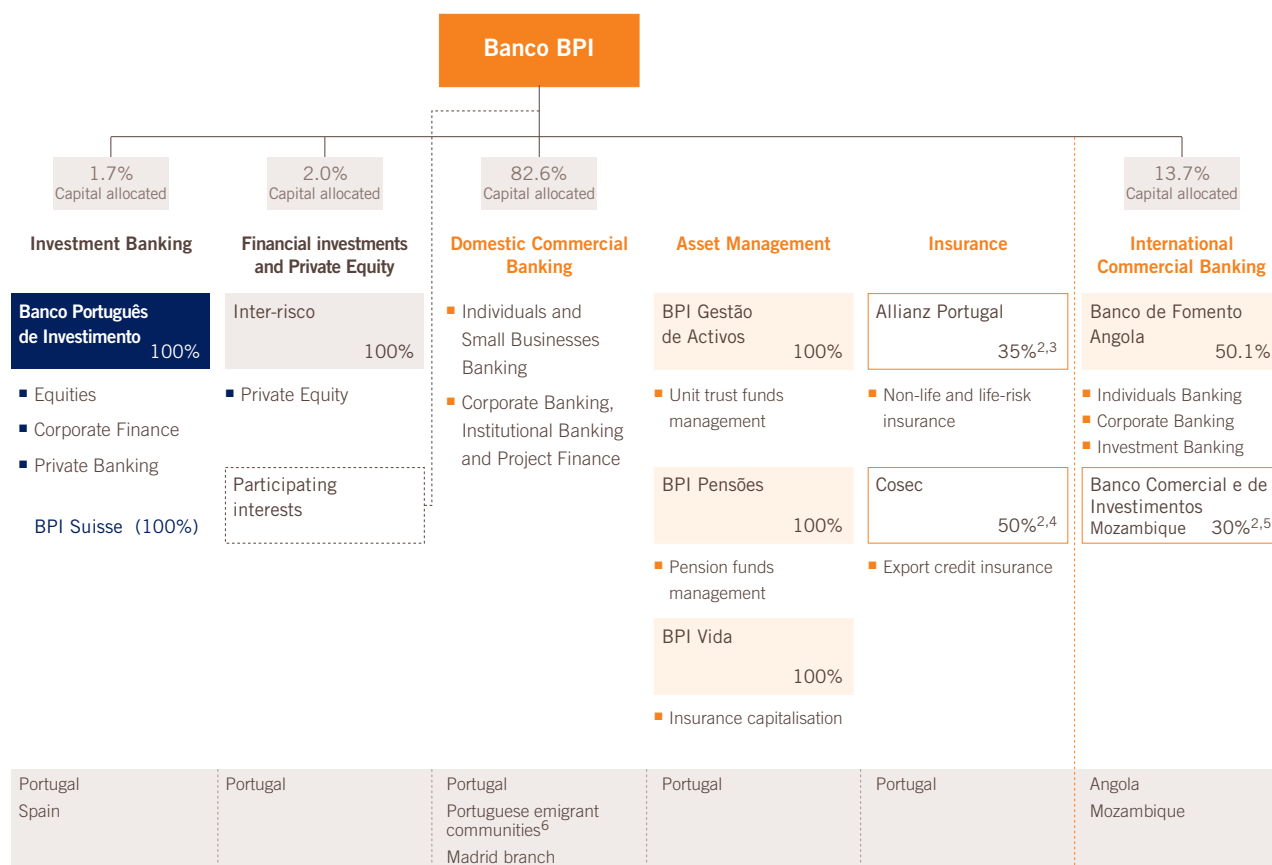 Banco BPI
1.7%
Capital allocated
2.0%
Capital allocated
82.6%
Capital allocated
13.7%
Capital allocated
Investment Banking
Financial investments
and Private Equity
Domestic Commercial
Banking
Asset Management
Insurance
International
Commercial Banking
Banco Português
de Investimento
100%
■ Equities
■ Corporate Finance
■ Private Banking
BPI Suisse (100%)
Inter-risco
100%
■ Private Equity
Participating
interests
■ Individuals and
Small Businesses
Banking
■ Corporate Banking,
Institutional Banking
and Project Finance
BPI Gestão
de Activos
100%
■ Unit trust funds
management
BPI Pensões
100%
■ Pension funds
management
BPI Vida
100%
■ Insurance capitalisation
Allianz Portugal
35%2,3
■ Non-life and life-risk
insurance
Cosec
50%2,4
■ Export credit insurance
Banco de Fomento
Angola
50.1%
■ Individuals Banking
■ Corporate Banking
■ Investment Banking
Banco Comercial e de
Investimentos
Mozambique 30%2,5
Portugal
Spain
Portugal
Portugal
Portuguese emigrant
communities6
Madrid branch
Portugal
Portugal
Angola
Mozambique